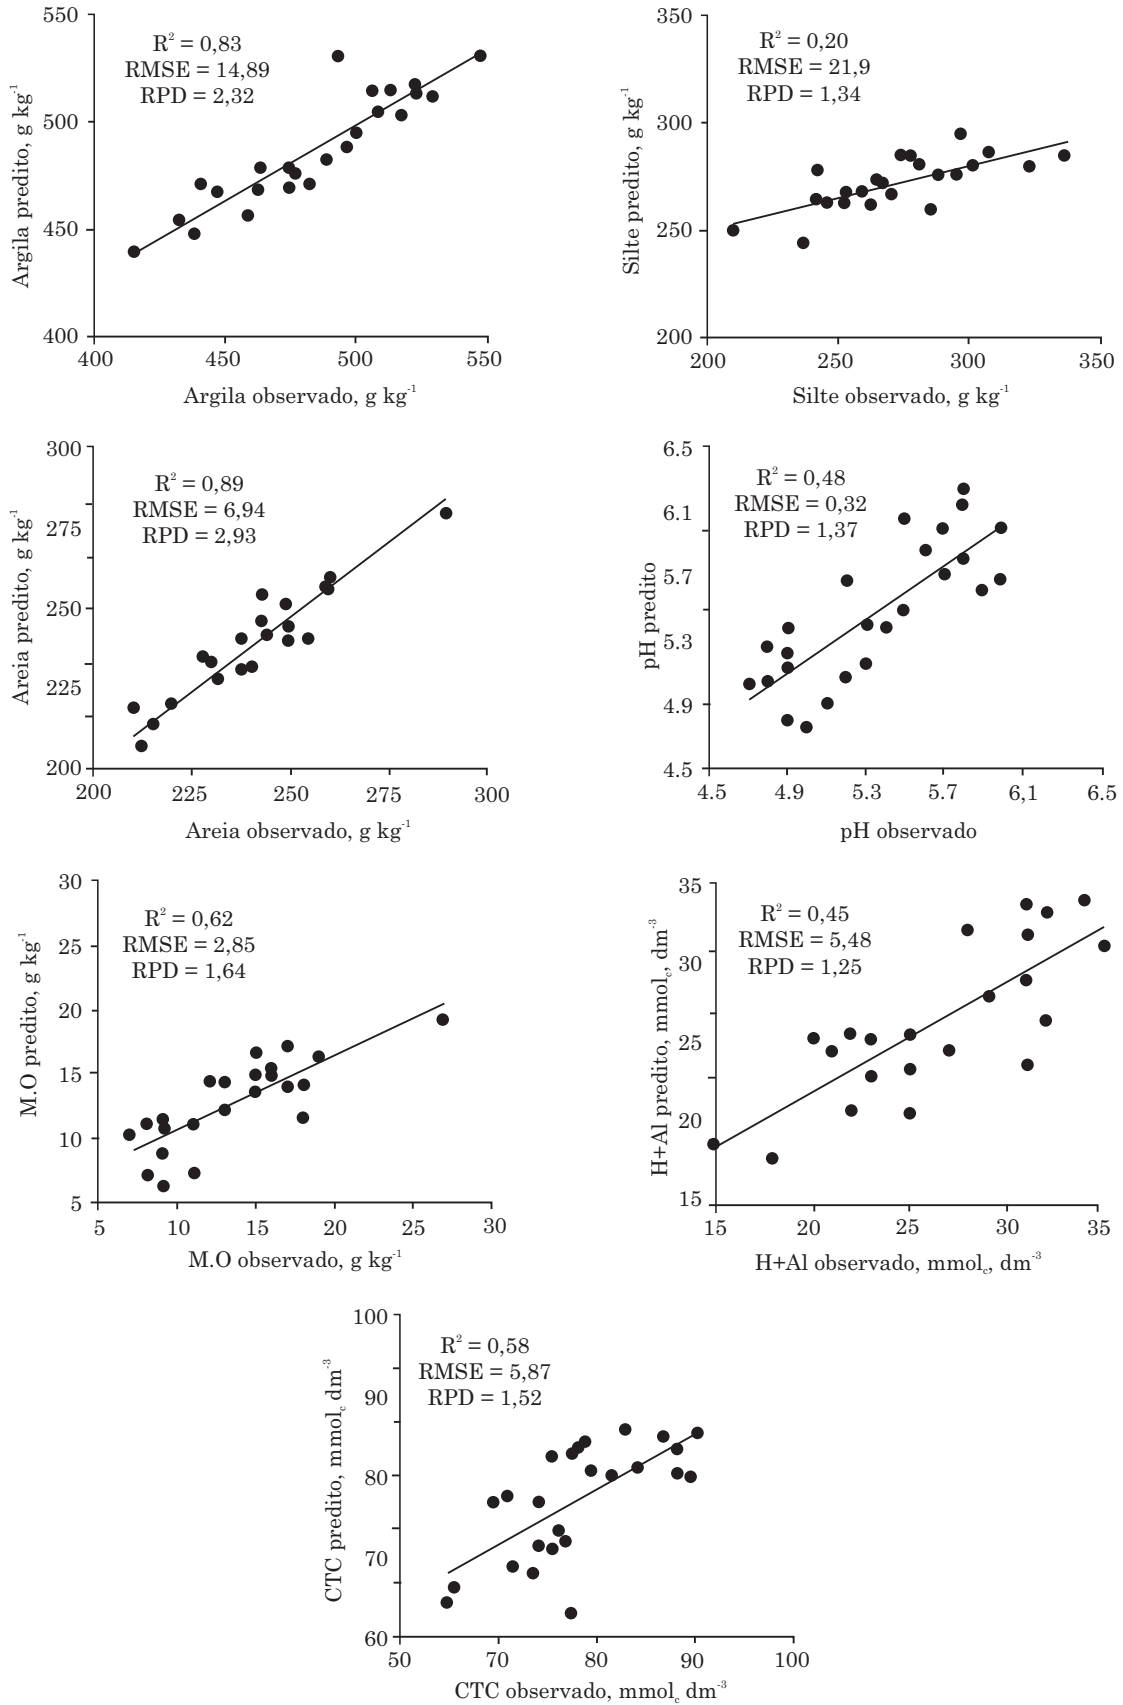 550
500
450
400
Argila predito, g kg⁻¹
R² = 0,83
RMSE = 14,89
RPD = 2,32
400 450 500 550
Argila observado, g kg⁻¹
350
300
250
200
Silte predito, g kg⁻¹
R² = 0,20
RMSE = 21,9
RPD = 1,34
200 250 300 350
Silte observado, g kg⁻¹
300
275
250
225
200
Areia predito, g kg⁻¹
R² = 0,89
RMSE = 6,94
RPD = 2,93
200 225 250 275 300
Areia observado, g kg⁻¹
6.5
6.1
5.7
5.3
4.9
4.5
pH predito
R² = 0,48
RMSE = 0,32
RPD = 1,37
4.5 4.9 5.3 5.7 6,1 6.5
pH observado
30
25
20
15
10
5
M.O predito, g kg⁻¹
R² = 0,62
RMSE = 2,85
RPD = 1,64
5 10 15 20 25 30
M.O observado, g kg⁻¹
35
30
25
20
15
H+Al predito, mmol꜀, dm⁻³
R² = 0,45
RMSE = 5,48
RPD = 1,25
15 20 25 30 35
H+Al observado, mmol꜀, dm⁻³
100
90
80
70
60
CTC predito, mmol꜀ dm⁻³
R² = 0,58
RMSE = 5,87
RPD = 1,52
50 70 80 90 100
CTC observado, mmol꜀ dm⁻³